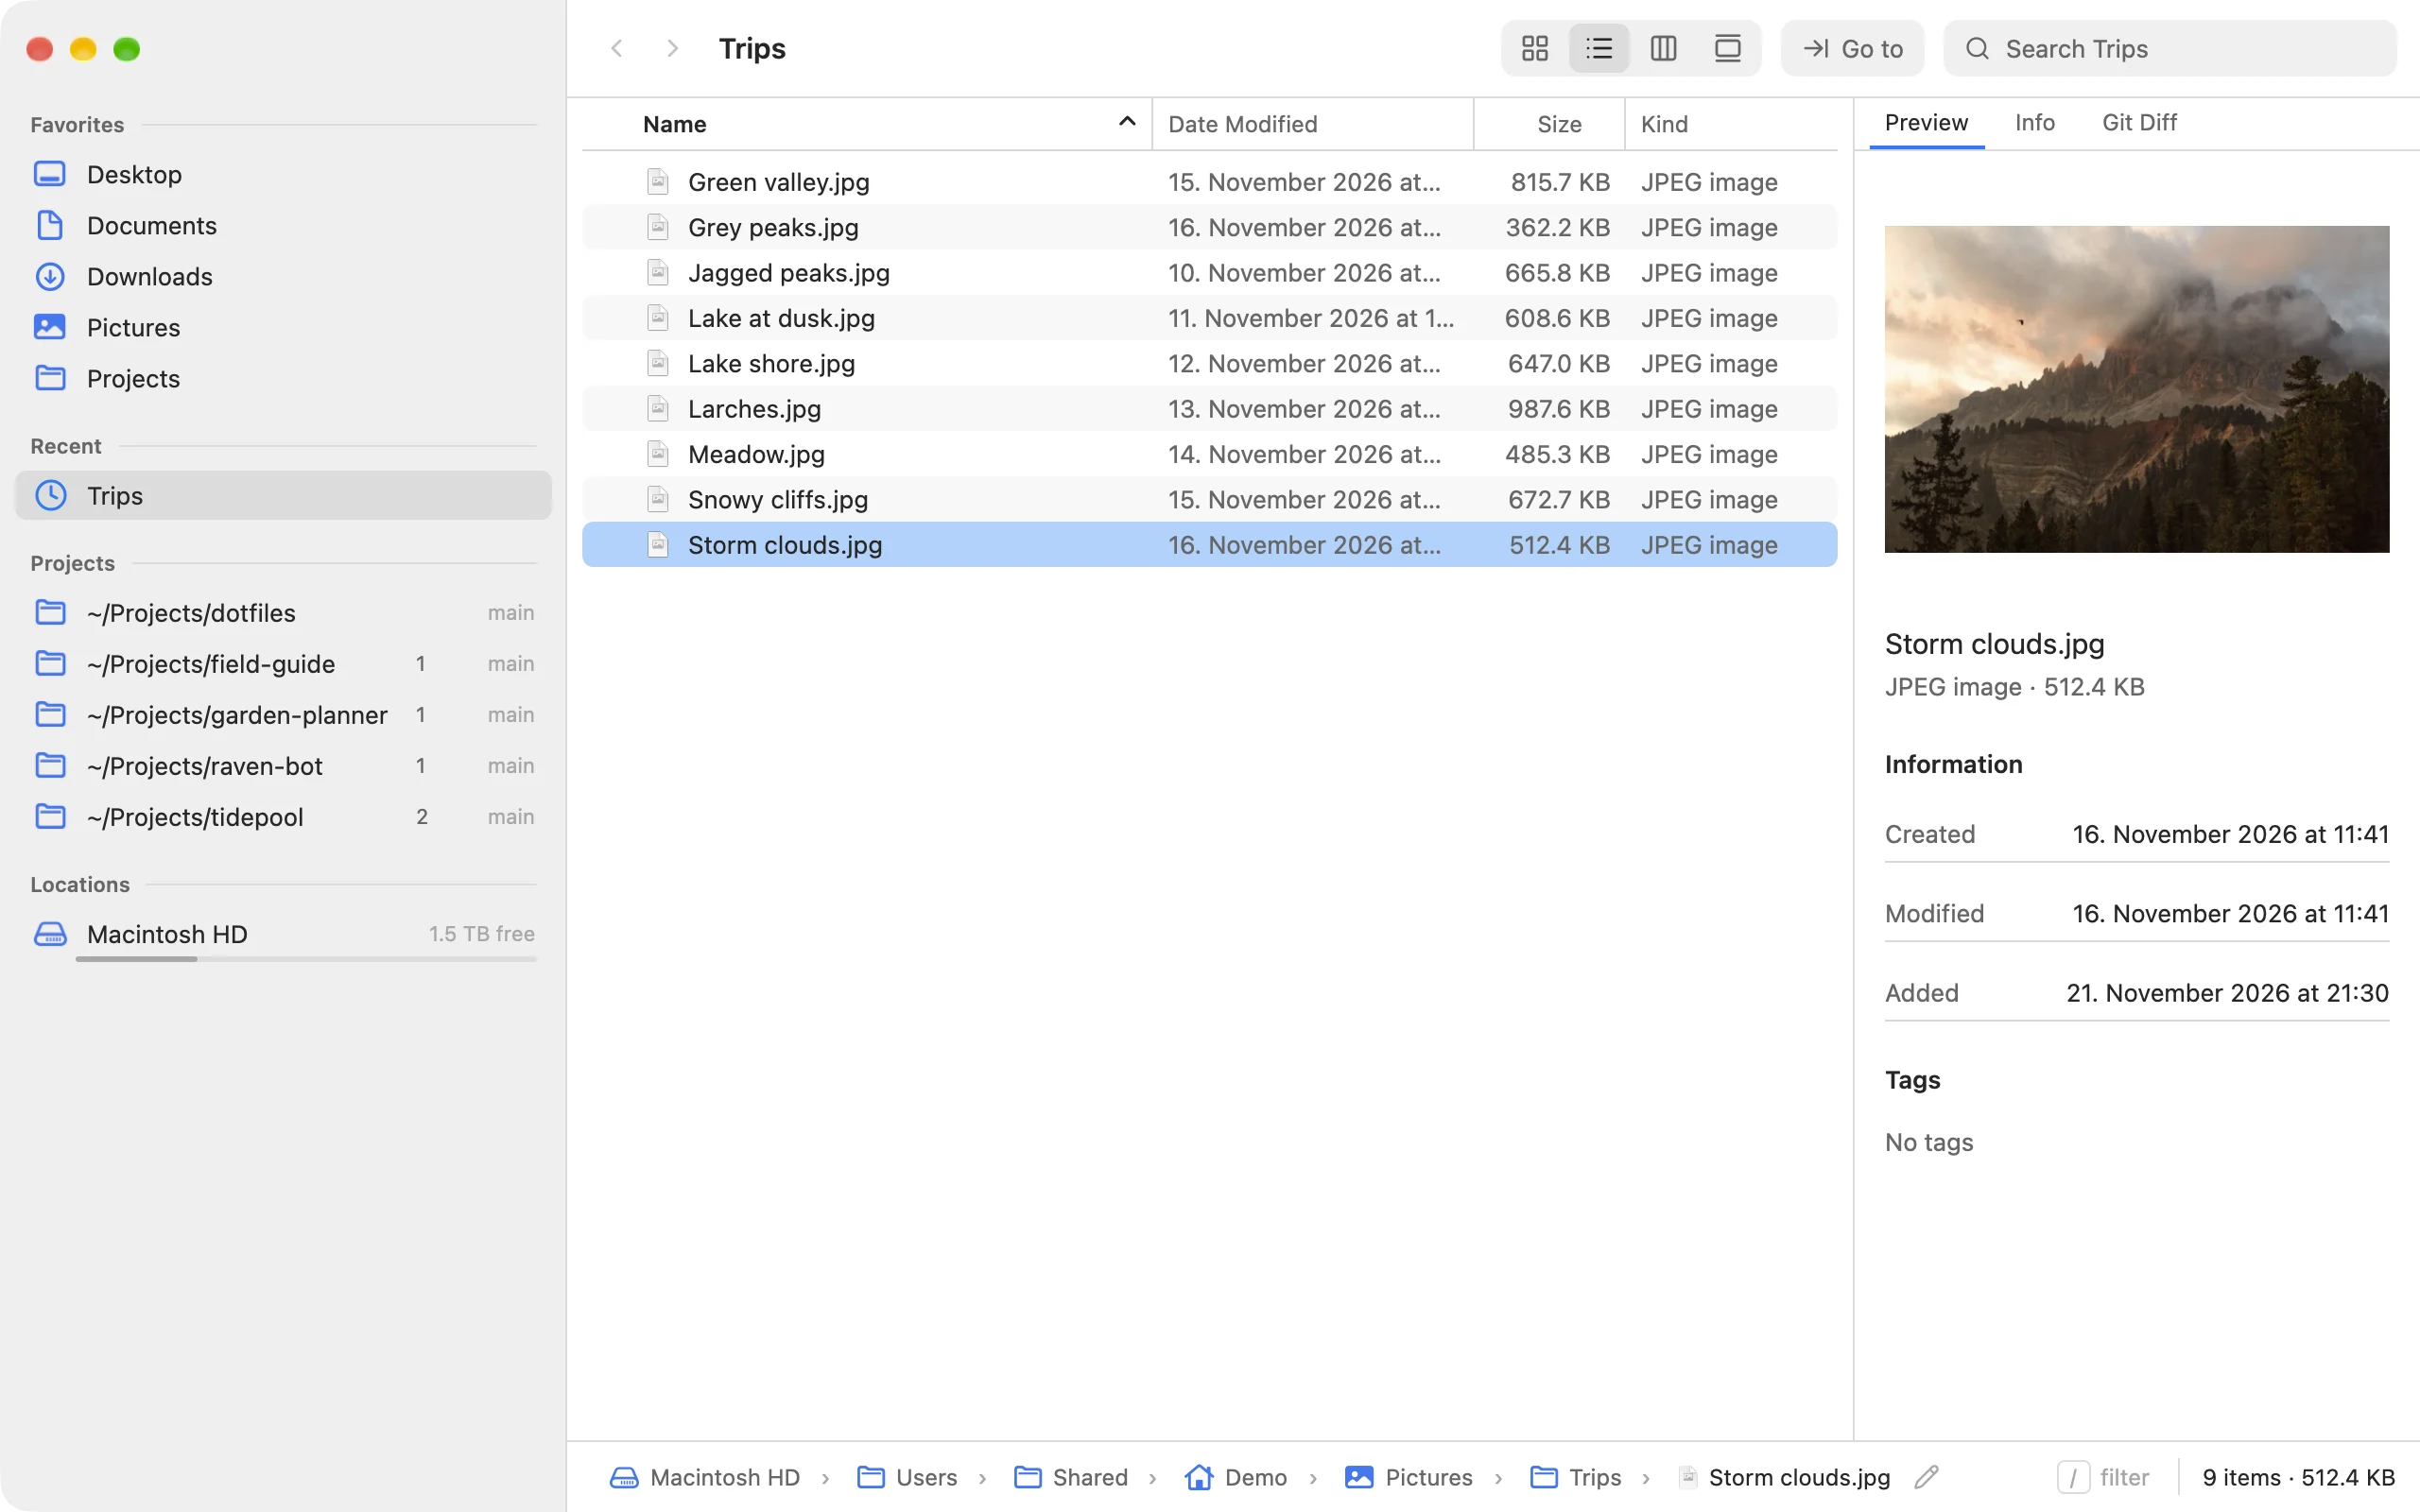 Trips
Go to
Search Trips
Favorites
Desktop
Documents
Downloads
Pictures
Projects
Recent
Trips
Projects
~/Projects/dotfiles main
~/Projects/field-guide 1 main
~/Projects/garden-planner 1 main
~/Projects/raven-bot 1 main
~/Projects/tidepool 2 main
Locations
Macintosh HD 1.5 TB free
Name Date Modified Size Kind
Green valley.jpg 15. November 2026 at... 815.7 KB JPEG image
Grey peaks.jpg 16. November 2026 at... 362.2 KB JPEG image
Jagged peaks.jpg 10. November 2026 at... 665.8 KB JPEG image
Lake at dusk.jpg 11. November 2026 at 1... 608.6 KB JPEG image
Lake shore.jpg 12. November 2026 at... 647.0 KB JPEG image
Larches.jpg 13. November 2026 at... 987.6 KB JPEG image
Meadow.jpg 14. November 2026 at... 485.3 KB JPEG image
Snowy cliffs.jpg 15. November 2026 at... 672.7 KB JPEG image
Storm clouds.jpg 16. November 2026 at... 512.4 KB JPEG image
Preview Info Git Diff
Storm clouds.jpg
JPEG image · 512.4 KB
Information
Created 16. November 2026 at 11:41
Modified 16. November 2026 at 11:41
Added 21. November 2026 at 21:30
Tags
No tags
Macintosh HD › Users › Shared › Demo › Pictures › Trips › Storm clouds.jpg
/ filter
9 items · 512.4 KB